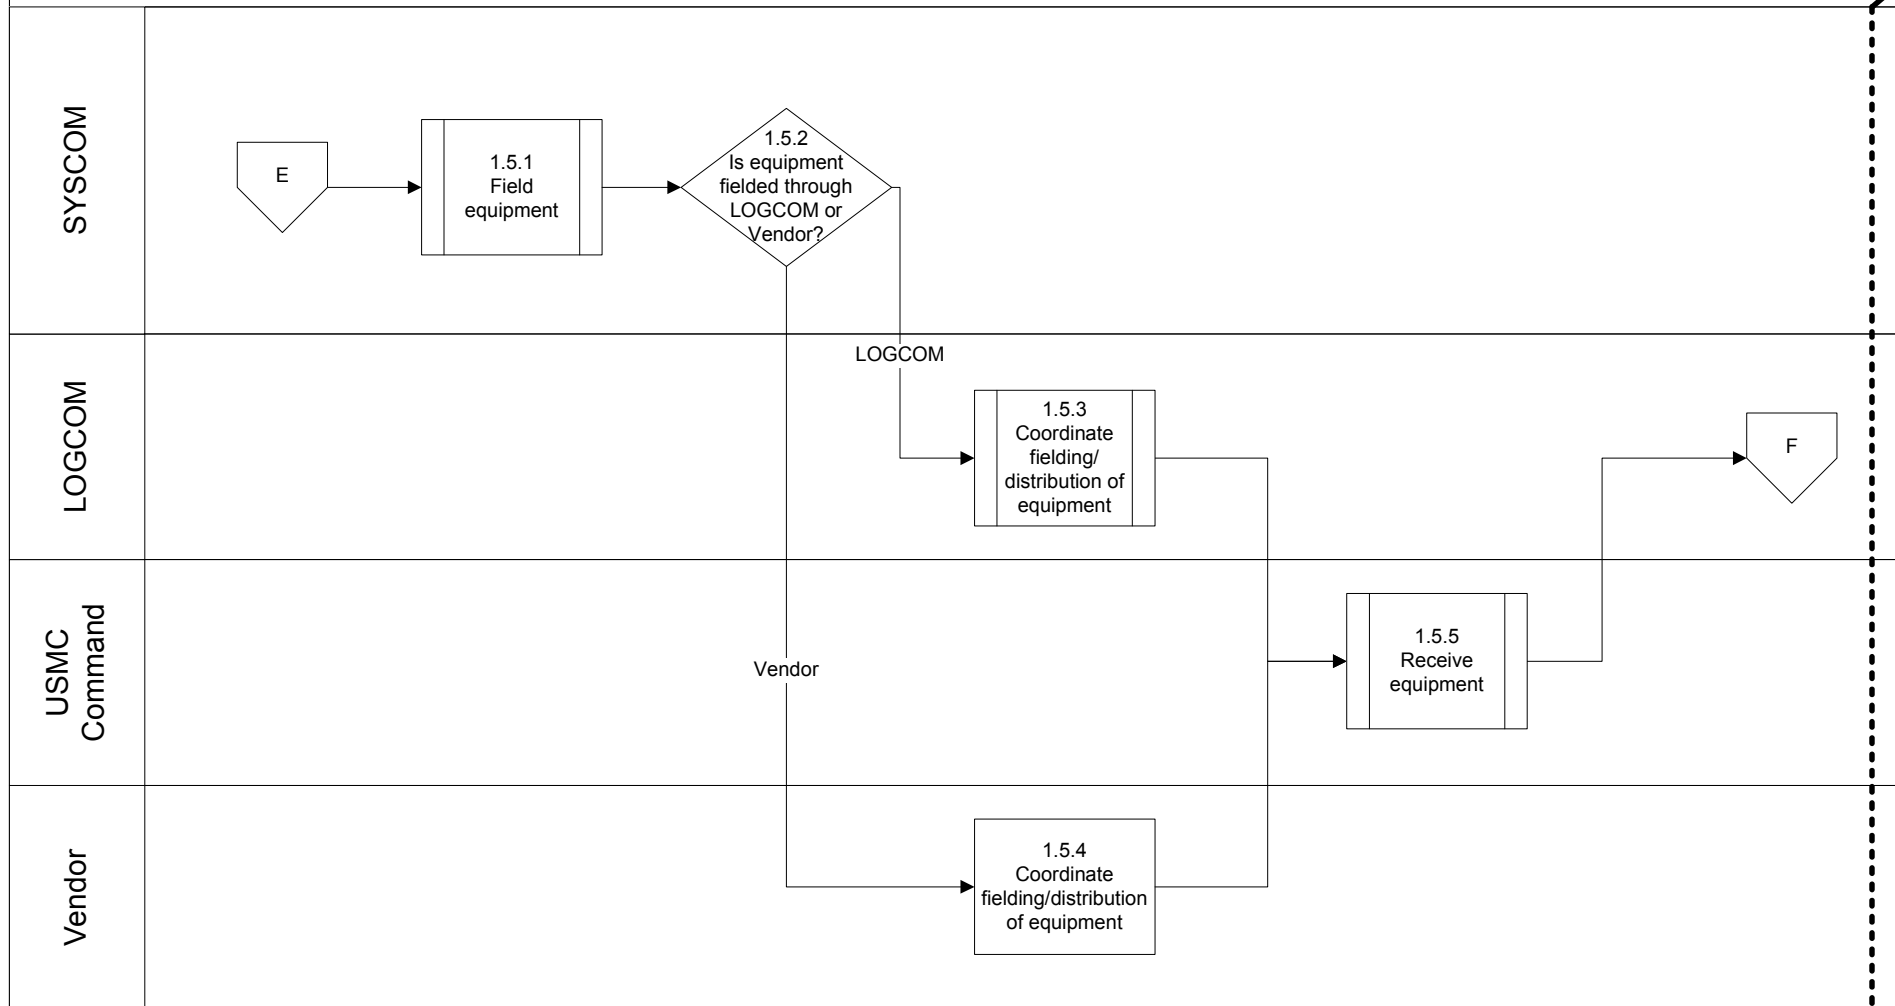 SYSCOM
E
1.5.1
Field
equipment
1.5.2
Is equipment
fielded through
LOGCOM or
Vendor?
LOGCOM
LOGCOM
1.5.3
Coordinate
fielding/
distribution of
equipment
F
USMC
Command
Vendor
1.5.5
Receive
equipment
Vendor
1.5.4
Coordinate
fielding/distribution
of equipment